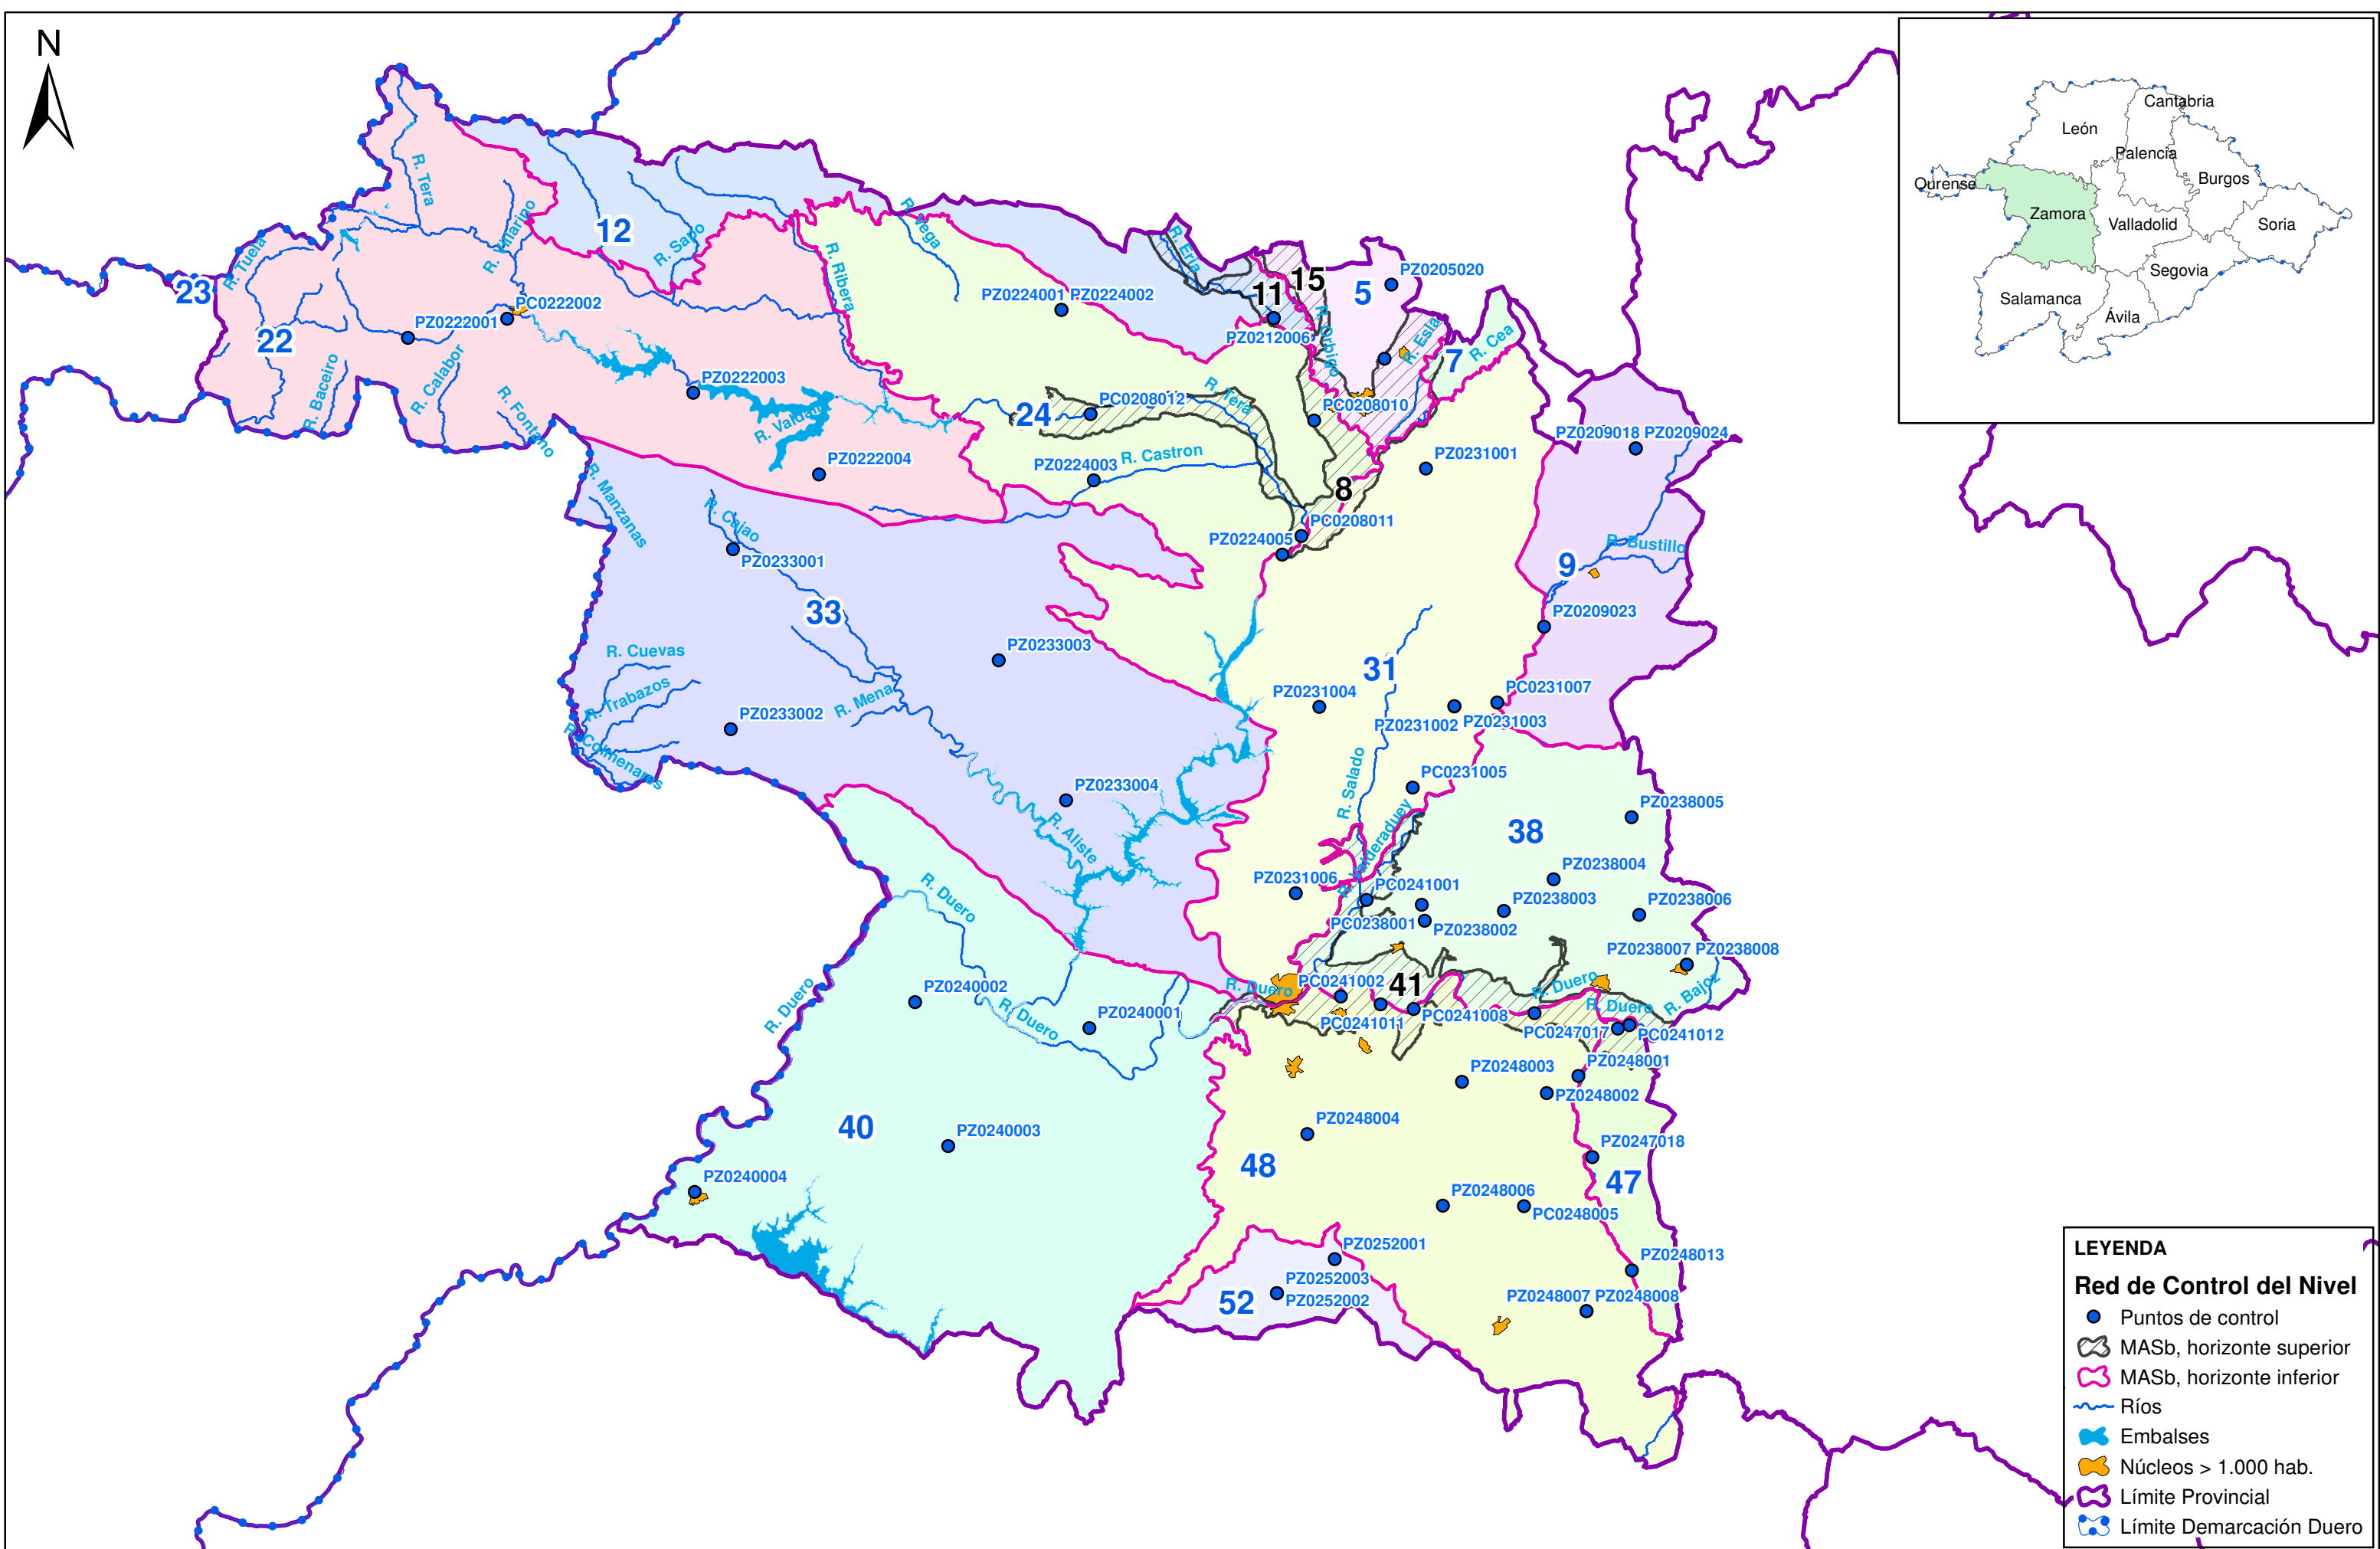 N
Cantabria
León
Palencia
Burgos
Ourense
Zamora
Valladolid
Soria
Segovia
Salamanca
Ávila
R. Tera
R. Tuela
12
R. Sapo
R. Ribera
R. Vega
R. Eria
11
15
5
PZ0205020
23
22
PZ0222001
PC0222002
PZ0224001 PZ0224002
PZ0212006
R. Orbigo
R. Esla
7
R. Cea
R. Baceiro
R. Calabor
R. Fontano
PZ0222003
24
PC0208012
R. Tera
PC0208010
PZ0209018 PZ0209024
PZ0222004
PZ0224003
R. Castron
PZ0231001
8
R. Manzanas
R. Cajao
PC0208011
PZ0224005
PZ0233001
R. Bustillo
9
33
PZ0209023
R. Cuevas
PZ0233003
31
R. Trabazos
R. Mena
PZ0231004
PC0231007
PZ0233002
PZ0231002 PZ0231003
R. Colmenares
PC0231005
R. Salado
PZ0233004
PZ0238005
R. Aliste
R. Valderaduey
38
PZ0238004
PZ0231006
PC0241001
PZ0238003
PZ0238006
R. Duero
PC0238001
PZ0238002
PZ0238007 PZ0238008
PC0241002
41
R. Duero
R. Duero
R. Duero
R. Bajoz
PZ0240002
R. Duero
R. Duero
PZ0240001
PC0241011
PC0241008
PC0247017
PC0241012
PZ0248001
PZ0248003
PZ0248002
40
PZ0240003
PZ0248004
PZ0247018
48
47
PZ0240004
PZ0248006
PC0248005
PZ0252001
PZ0248013
PZ0252003
52
PZ0252002
PZ0248007 PZ0248008
LEYENDA
Red de Control del Nivel
Puntos de control
MASb, horizonte superior
MASb, horizonte inferior
Ríos
Embalses
Núcleos > 1.000 hab.
Límite Provincial
Límite Demarcación Duero